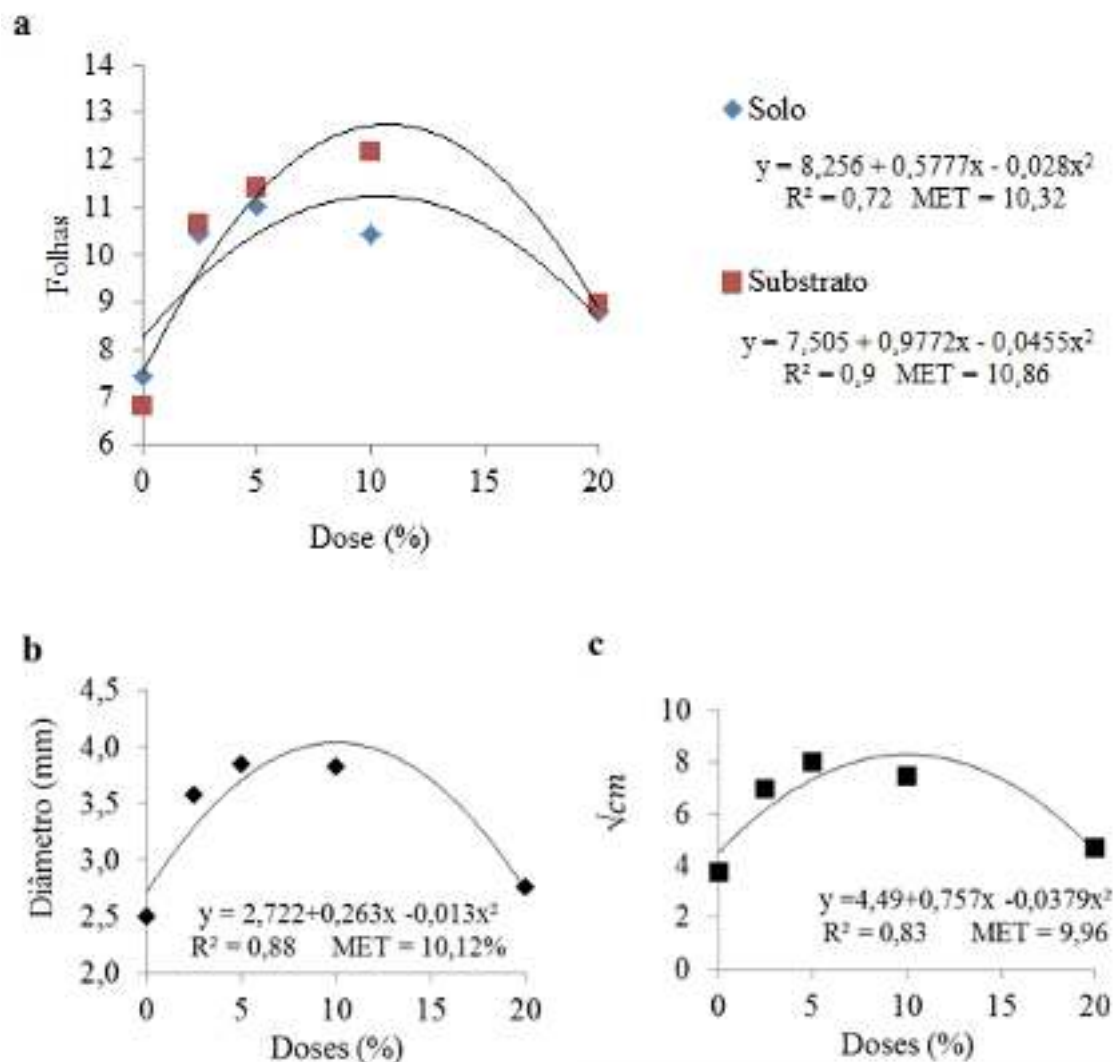 a
14
13
12
11
10
9
8
7
6
Folhas
0 5 10 15 20
Dose (%)
Solo
y = 8,256 + 0,5777x - 0,028x²
R² = 0,72 MET = 10,32
Substrato
y = 7,505 + 0,9772x - 0,0455x²
R² = 0,9 MET = 10,86
b
4,5
4,0
3,5
3,0
2,5
2,0
Diâmetro (mm)
y = 2,722+0,263x -0,013x²
R² = 0,88 MET = 10,12%
0 5 10 15 20
Doses (%)
c
10
8
6
4
2
0
√cm
y =4,49+0,757x -0,0379x²
R² = 0,83 MET = 9,96
0 5 10 15 20
Doses (%)